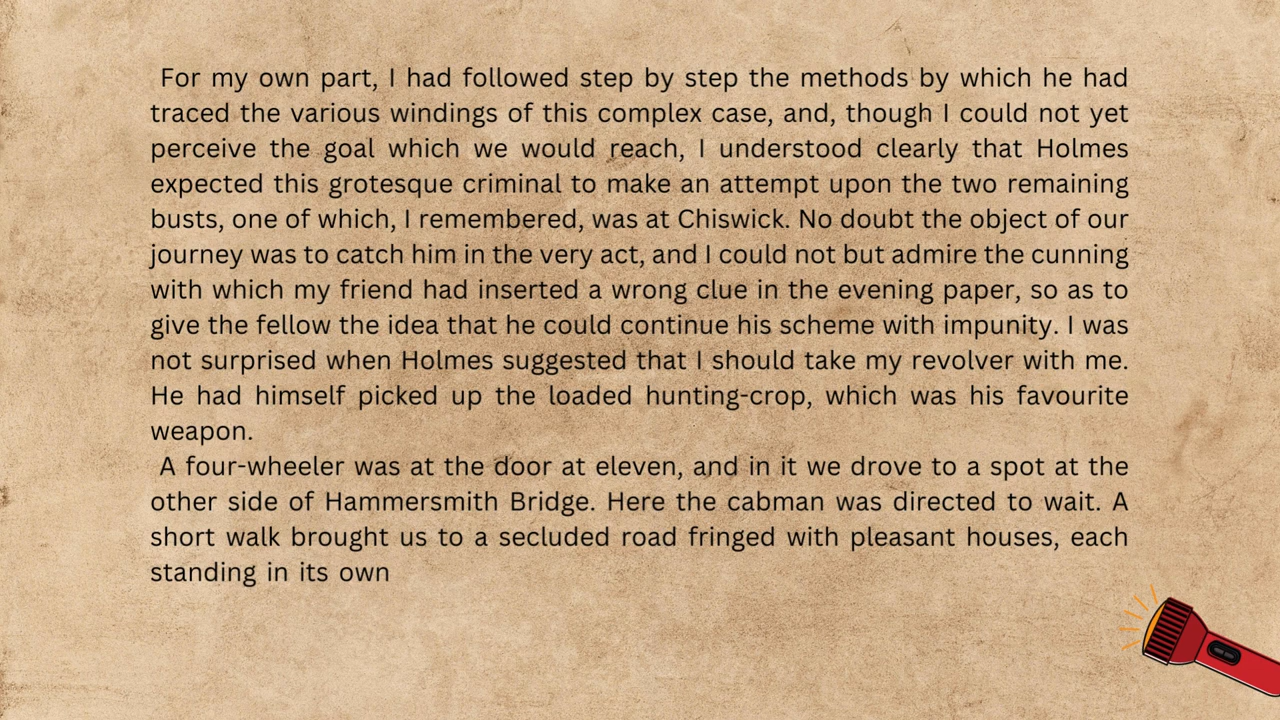 For my own part, I had followed step by step the methods by which he had
traced the various windings of this complex case, and, though I could not yet
perceive the goal which we would reach, I understood clearly that Holmes
expected this grotesque criminal to make an attempt upon the two remaining
busts, one of which, I remembered, was at Chiswick. No doubt the object of our
journey was to catch him in the very act, and I could not but admire the cunning
with which my friend had inserted a wrong clue in the evening paper, so as to
give the fellow the idea that he could continue his scheme with impunity. I was
not surprised when Holmes suggested that I should take my revolver with me.
He had himself picked up the loaded hunting-crop, which was his favourite
weapon.
A four-wheeler was at the door at eleven, and in it we drove to a spot at the
other side of Hammersmith Bridge. Here the cabman was directed to wait. A
short walk brought us to a secluded road fringed with pleasant houses, each
standing in its own